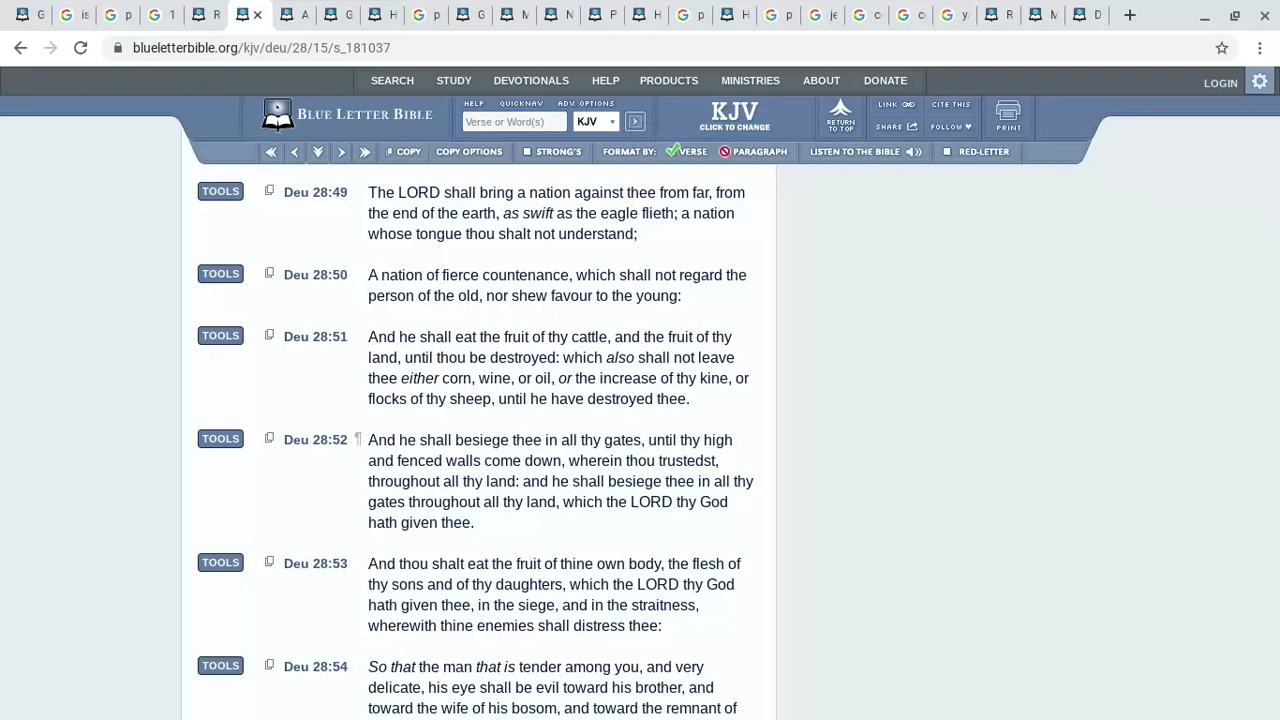 G
is
p
1
R
A
G
H
p
G
M
N
P
H
p
H
p
je
c
c
y
R
M
D
blueletterbible.org/kjv/deu/28/15/s_181037
SEARCH STUDY DEVOTIONALS HELP PRODUCTS MINISTRIES ABOUT DONATE
LOGIN
BLUE LETTER BIBLE
HELP QUICKNAV ADV. OPTIONS
Verse or Word(s) KJV
KJV
CLICK TO CHANGE
RETURN
TO TOP
LINK CITE THIS
SHARE FOLLOW
PRINT
COPY COPY OPTIONS STRONG'S FORMAT BY: VERSE PARAGRAPH LISTEN TO THE BIBLE RED-LETTER
TOOLS Deu 28:49 The LORD shall bring a nation against thee from far, from
the end of the earth, as swift as the eagle flieth; a nation
whose tongue thou shalt not understand;
TOOLS Deu 28:50 A nation of fierce countenance, which shall not regard the
person of the old, nor shew favour to the young:
TOOLS Deu 28:51 And he shall eat the fruit of thy cattle, and the fruit of thy
land, until thou be destroyed: which also shall not leave
thee either corn, wine, or oil, or the increase of thy kine, or
flocks of thy sheep, until he have destroyed thee.
TOOLS Deu 28:52 ¶ And he shall besiege thee in all thy gates, until thy high
and fenced walls come down, wherein thou trustedst,
throughout all thy land: and he shall besiege thee in all thy
gates throughout all thy land, which the LORD thy God
hath given thee.
TOOLS Deu 28:53 And thou shalt eat the fruit of thine own body, the flesh of
thy sons and of thy daughters, which the LORD thy God
hath given thee, in the siege, and in the straitness,
wherewith thine enemies shall distress thee:
TOOLS Deu 28:54 So that the man that is tender among you, and very
delicate, his eye shall be evil toward his brother, and
toward the wife of his bosom, and toward the remnant of